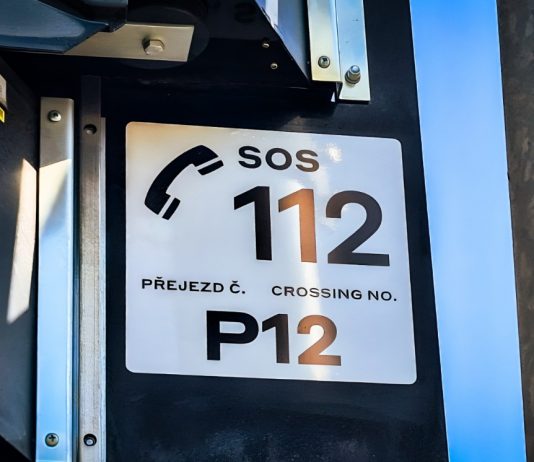 SOS
112
PŘEJEZD Č. CROSSING NO.
P12